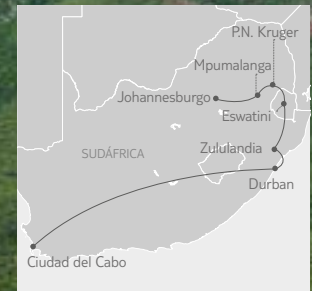 P.N. Kruger
Mpumalanga
Johannesburgo
Eswatini
SUDÁFRICA
Zululandia
Durban
Ciudad del Cabo